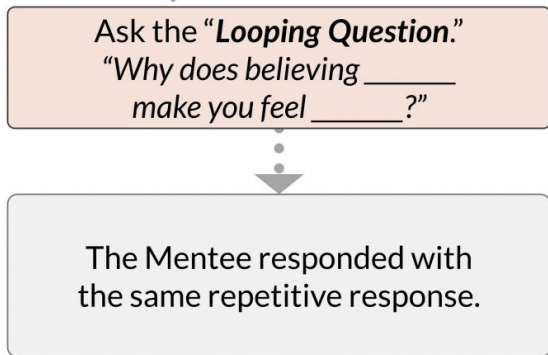 Ask the “Looping Question.”
“Why does believing ______
make you feel ______?”
The Mentee responded with
the same repetitive response.